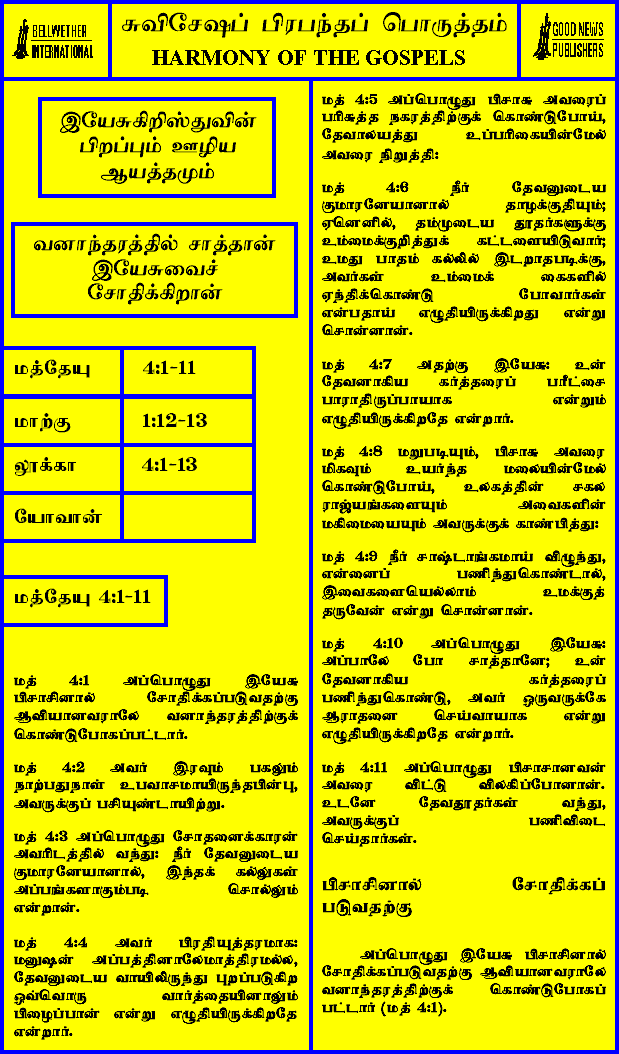 BELLWETHER
INTERNATIONAL
சுவிசேஷப் பிரபந்தப் பொருத்தம்
HARMONY OF THE GOSPELS
GOOD NEWS
PUBLISHERS
இயேசுகிறிஸ்துவின்
பிறப்பும் ஊழிய
ஆயத்தமும்
வனாந்தரத்தில் சாத்தான்
இயேசுவைச்
சோதிக்கிறான்
மத்தேயு 4:1-11
மாற்கு 1:12-13
லூக்கா 4:1-13
யோவான்
மத்தேயு 4:1-11
மத் 4:1 அப்பொழுது இயேசு
பிசாசினால் சோதிக்கப்படுவதற்கு
ஆவியானவராலே வனாந்தரத்திற்குக்
கொண்டுபோகப்பட்டார்.
மத் 4:2 அவர் இரவும் பகலும்
நாற்பதுநாள் உபவாசமாயிருந்தபின்பு,
அவருக்குப் பசியுண்டாயிற்று.
மத் 4:3 அப்பொழுது சோதனைக்காரன்
அவரிடத்தில் வந்து: நீர் தேவனுடைய
குமாரனேயானால், இந்தக் கல்லுகள்
அப்பங்களாகும்படி சொல்லும்
என்றான்.
மத் 4:4 அவர் பிரதியுத்தரமாக:
மனுஷன் அப்பத்தினாலேமாத்திரமல்ல,
தேவனுடைய வாயிலிருந்து புறப்படுகிற
ஒவ்வொரு வார்த்தையினாலும்
பிழைப்பான் என்று எழுதியிருக்கிறதே
என்றார்.
மத் 4:5 அப்பொழுது பிசாசு அவரைப்
பரிசுத்த நகரத்திற்குக் கொண்டுபோய்,
தேவாலயத்து உப்பரிகையின்மேல்
அவரை நிறுத்தி:
மத் 4:6 நீர் தேவனுடைய
குமாரனேயானால் தாழக்குதியும்;
ஏனெனில், தம்முடைய தூதர்களுக்கு
உம்மைக்குறித்துக் கட்டளையிடுவார்;
உமது பாதம் கல்லில் இடறாதபடிக்கு,
அவர்கள் உம்மைக் கைகளில்
ஏந்திக்கொண்டு போவார்கள்
என்பதாய் எழுதியிருக்கிறது என்று
சொன்னான்.
மத் 4:7 அதற்கு இயேசு: உன்
தேவனாகிய கர்த்தரைப் பரீட்சை
பாராதிருப்பாயாக என்றும்
எழுதியிருக்கிறதே என்றார்.
மத் 4:8 மறுபடியும், பிசாசு அவரை
மிகவும் உயர்ந்த மலையின்மேல்
கொண்டுபோய், உலகத்தின் சகல
ராஜ்யங்களையும் அவைகளின்
மகிமையையும் அவருக்குக் காண்பித்து:
மத் 4:9 நீர் சாஷ்டாங்கமாய் விழுந்து,
என்னைப் பணிந்துகொண்டால்,
இவைகளையெல்லாம் உமக்குத்
தருவேன் என்று சொன்னான்.
மத் 4:10 அப்பொழுது இயேசு:
அப்பாலே போ சாத்தானே; உன்
தேவனாகிய கர்த்தரைப்
பணிந்துகொண்டு, அவர் ஒருவருக்கே
ஆராதனை செய்வாயாக என்று
எழுதியிருக்கிறதே என்றார்.
மத் 4:11 அப்பொழுது பிசாசானவன்
அவரை விட்டு விலகிப்போனான்.
உடனே தேவதூதர்கள் வந்து,
அவருக்குப் பணிவிடை
செய்தார்கள்.
பிசாசினால் சோதிக்கப்
படுவதற்கு
அப்பொழுது இயேசு பிசாசினால்
சோதிக்கப்படுவதற்கு ஆவியானவராலே
வனாந்தரத்திற்குக் கொண்டுபோகப்
பட்டார் (மத் 4:1).